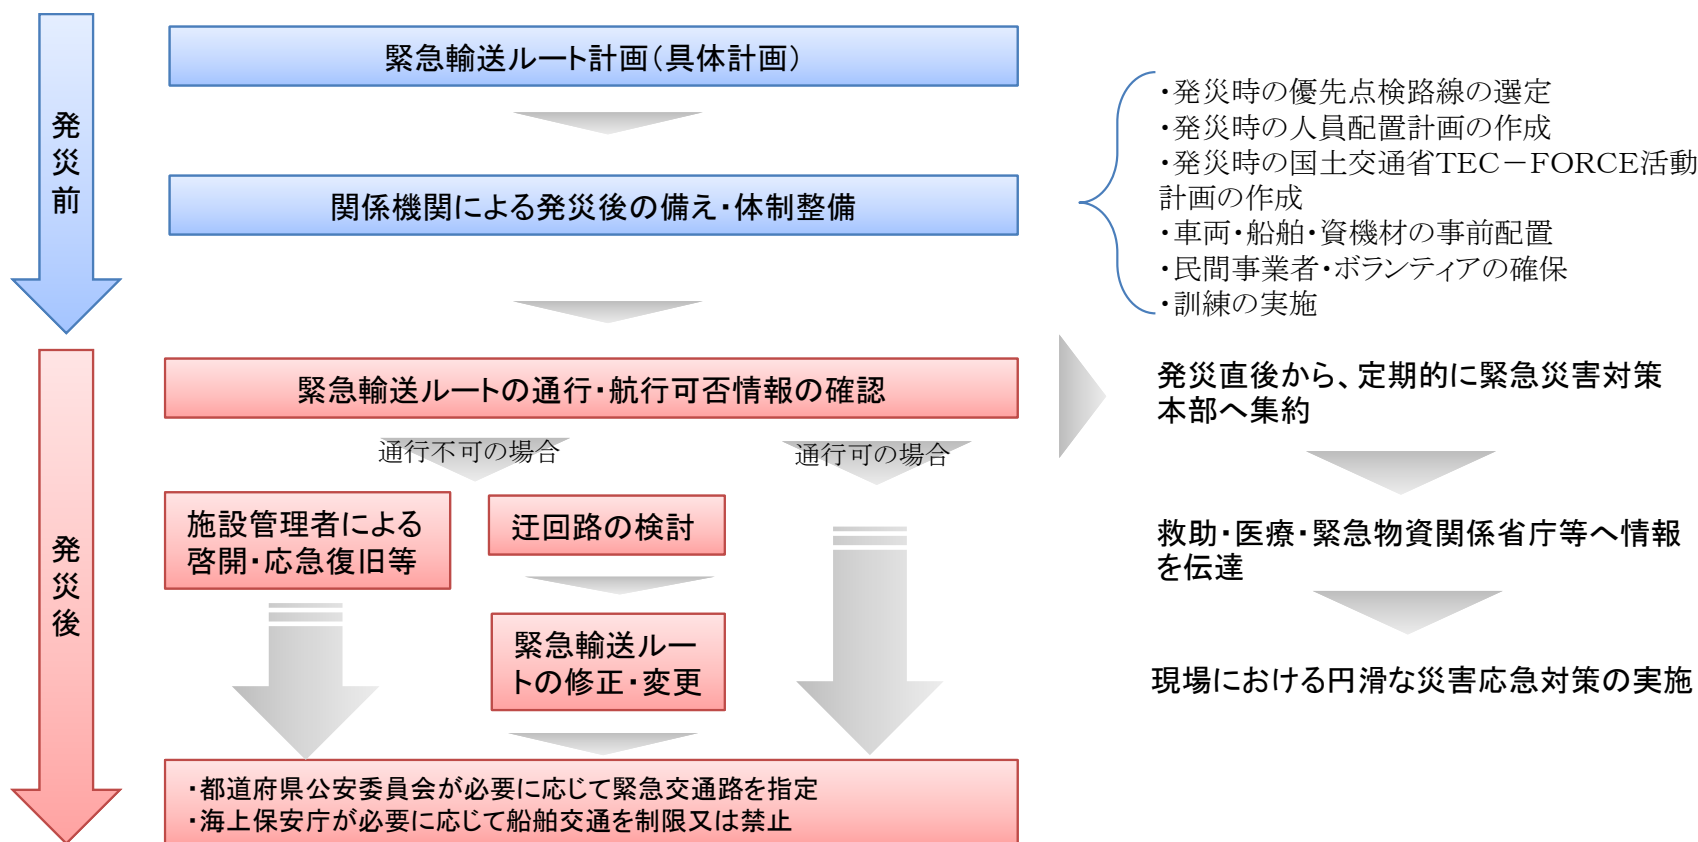 発災前
緊急輸送ルート計画(具体計画)
関係機関による発災後の備え・体制整備
・発災時の優先点検路線の選定
・発災時の人員配置計画の作成
・発災時の国土交通省TEC-FORCE活動
計画の作成
・車両・船舶・資機材の事前配置
・民間事業者・ボランティアの確保
・訓練の実施
発災後
緊急輸送ルートの通行・航行可否情報の確認
通行不可の場合
通行可の場合
施設管理者による
啓開・応急復旧等
迂回路の検討
緊急輸送ルー
トの修正・変更
・都道府県公安委員会が必要に応じて緊急交通路を指定
・海上保安庁が必要に応じて船舶交通を制限又は禁止
発災直後から、定期的に緊急災害対策
本部へ集約
救助・医療・緊急物資関係省庁等へ情報
を伝達
現場における円滑な災害応急対策の実施